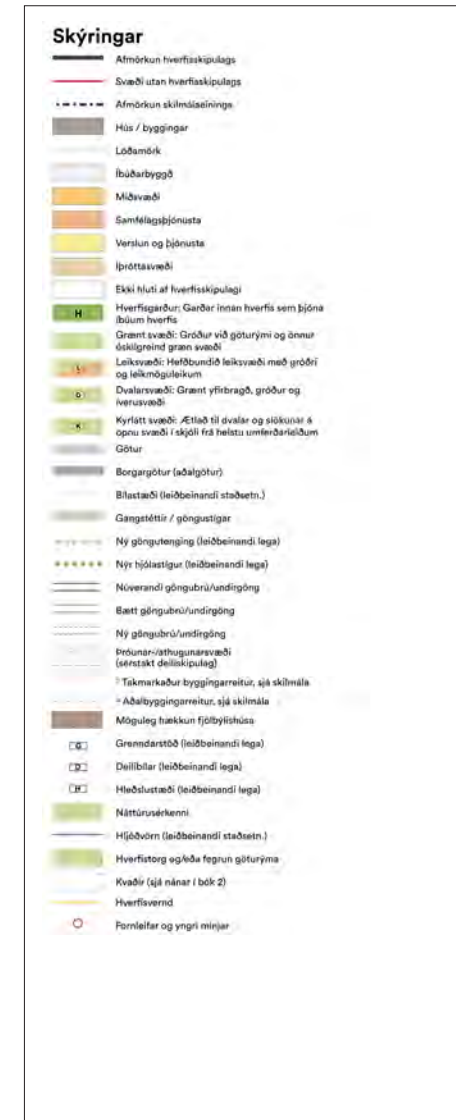 Skýringar
Afmörkun hverfisskipulags
Svæði utan hverfisskipulags
Afmörkun skilmálaeininga
Hús / byggingar
Lóðamörk
Íbúðarbyggð
Miðsvæði
Samfélagsþjónusta
Verslun og þjónusta
Íþróttasvæði
Ekki hluti af hverfisskipulagi
H Hverfisgarður: Garðar innan hverfis sem þjóna
íbúum hverfis
Grænt svæði: Gróður við göturými og önnur
óskilgreind græn svæði
L Leiksvæði: Hefðbundið leiksvæði með gróðri
og leikmöguleikum
D Dvalarsvæði: Grænt yfirbragð, gróður og
íverusvæði
K Kyrlátt svæði: Ætlað til dvalar og slökunar á
opnu svæði í skjóli frá helstu umferðarleiðum
Götur
Borgargötur (aðalgötur)
Bílastæði (leiðbeinandi staðsetn.)
Gangstéttir / göngustígar
Ný göngutenging (leiðbeinandi lega)
Nýr hjólastígur (leiðbeinandi lega)
Núverandi göngubrú/undirgöng
Bætt göngubrú/undirgöng
Ný göngubrú/undirgöng
Þróunar-/athugunarsvæði
(sérstakt deiliskipulag)
Takmarkaður byggingarreitur, sjá skilmála
Aðalbyggingarreitur, sjá skilmála
Möguleg hækkun fjölbýlishúsa
G Grenndarstöð (leiðbeinandi lega)
D Deilibílar (leiðbeinandi lega)
H Hleðslustæði (leiðbeinandi lega)
Náttúrusérkenni
Hljóðvörn (leiðbeinandi staðsetn.)
Hverfistorg og/eða fegrun göturýma
Kvaðir (sjá nánar í bók 2)
Hverfisvernd
Fornleifar og yngri minjar